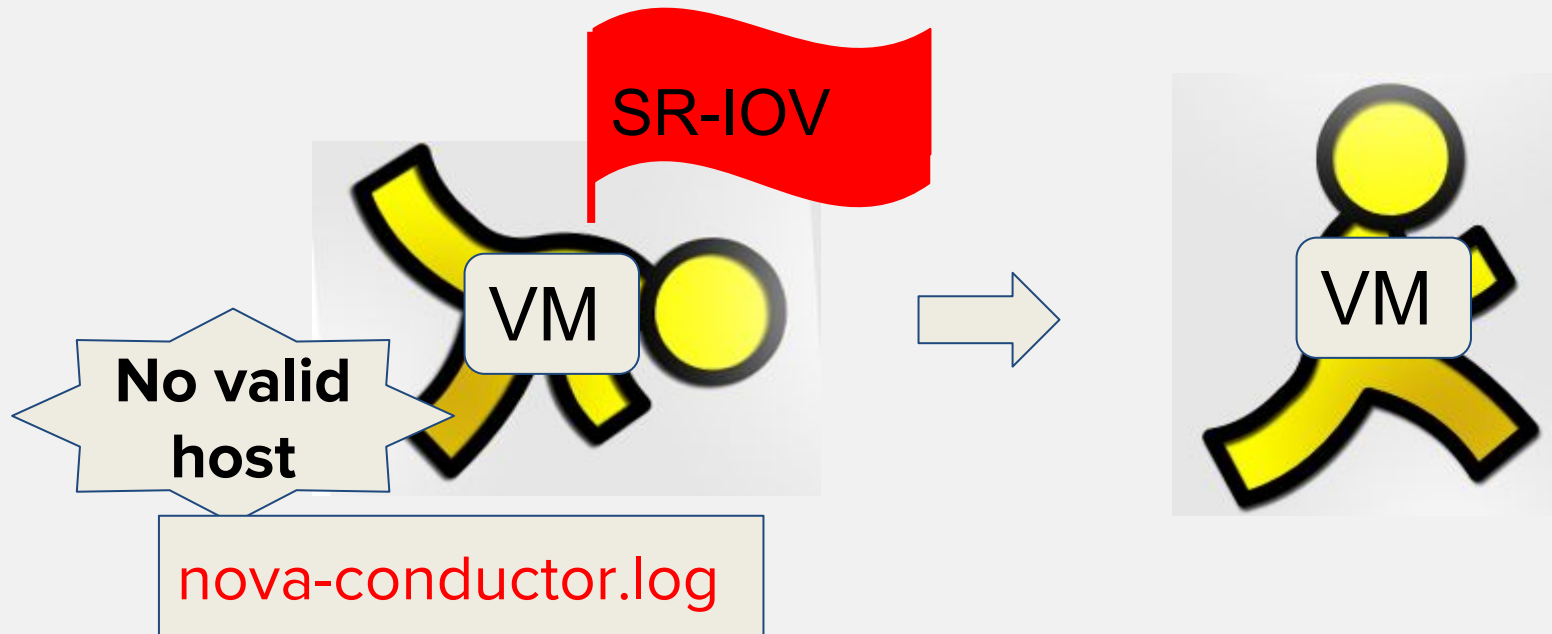 SR-IOV
VM
VM
No valid
host
nova-conductor.log